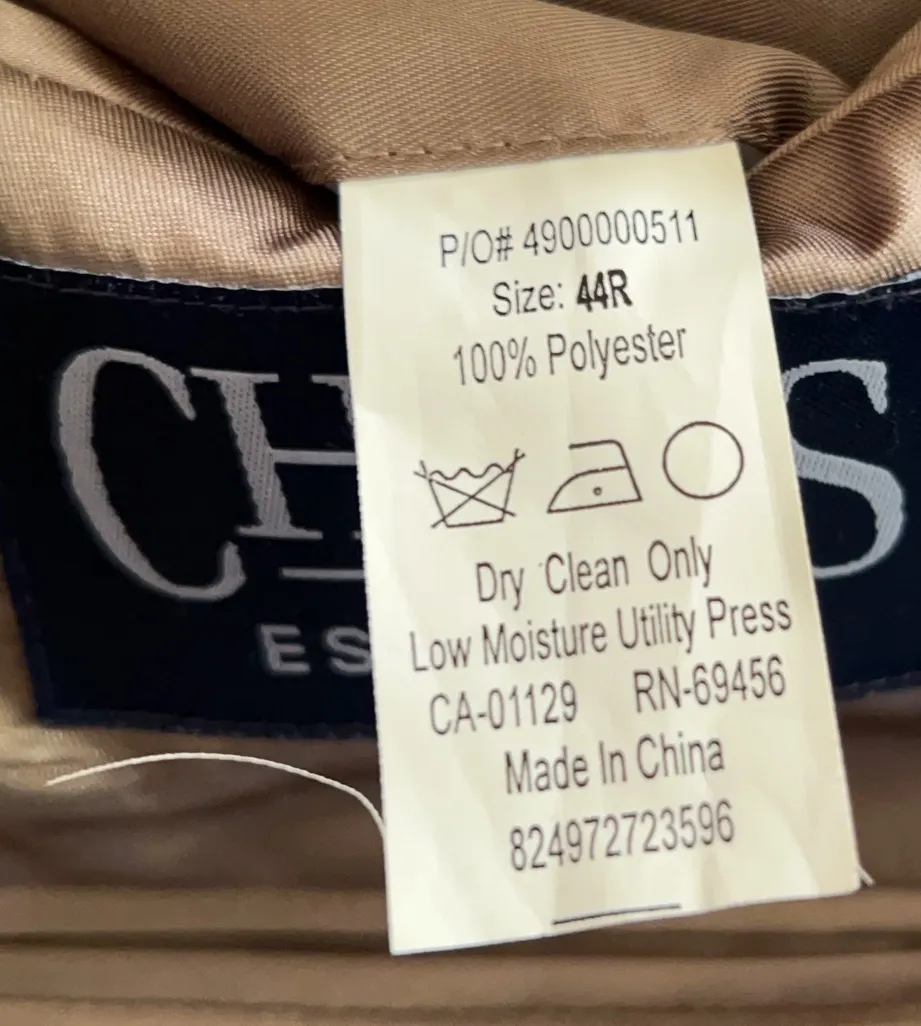 P/O# 4900000511
Size: 44R
100% Polyester
Dry Clean Only
Low Moisture Utility Press
CA-01129 RN-69456
Made In China
824972723596